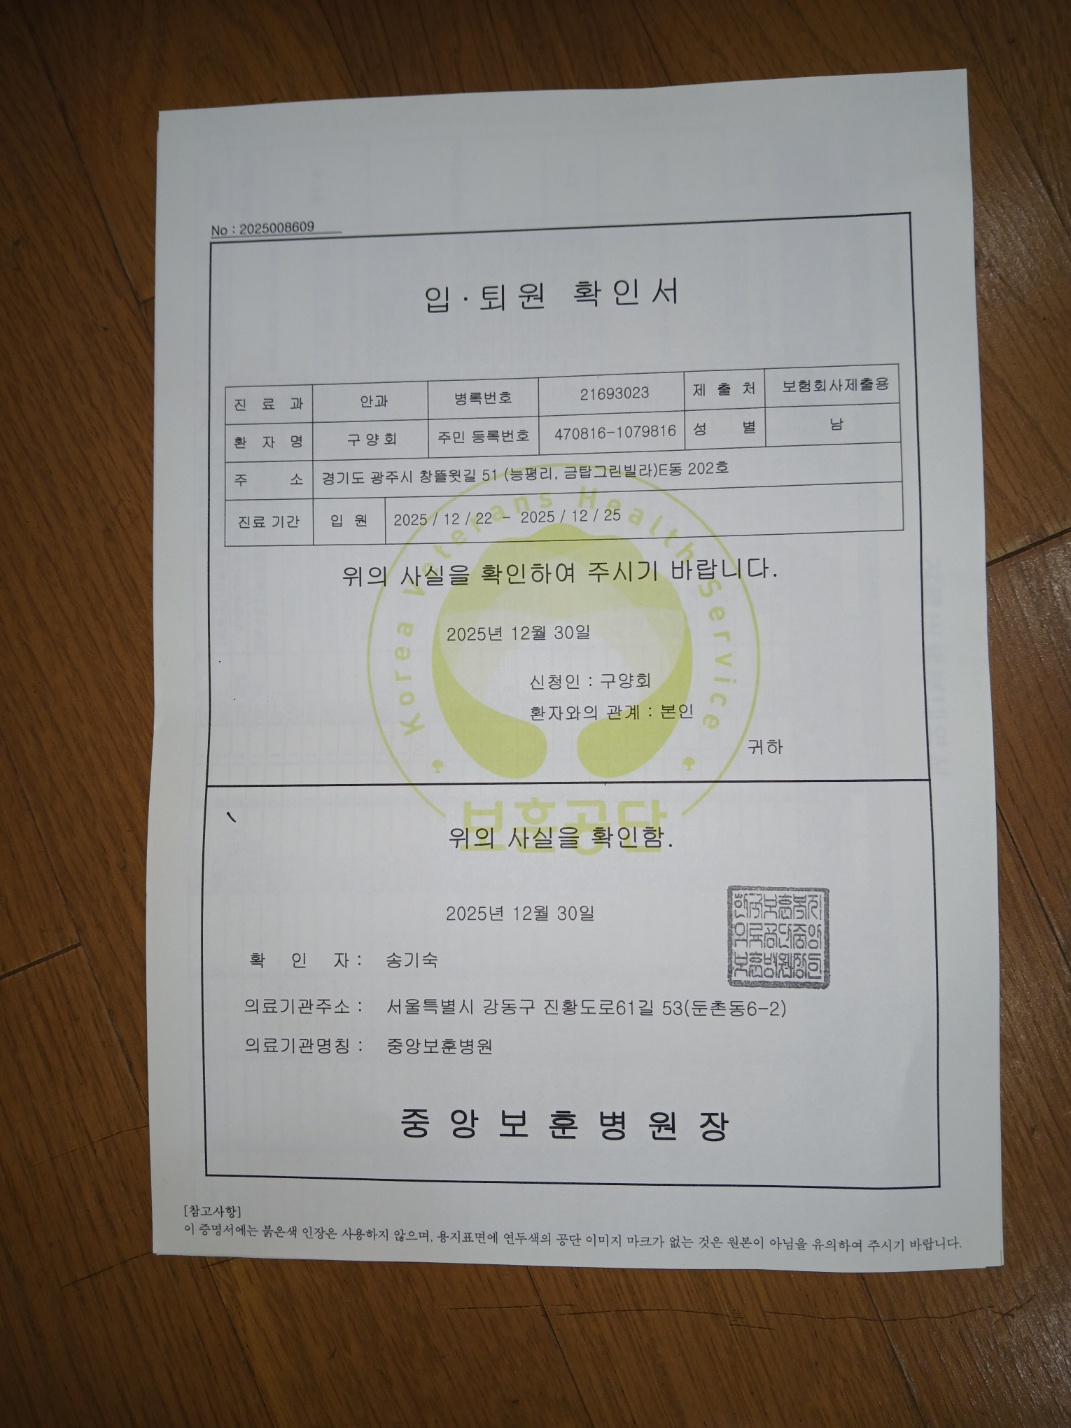 No : 2025008609
입 · 퇴원 확인서
진 료 과 안과 병록번호 21693023 제 출 처 보험회사제출용
환 자 명 구양회 주민 등록번호 470816-1079816 성 별 남
주 소 경기도 광주시 창뜰윗길 51 (능평리, 금탑그린빌라)E동 202호
진료 기간 입 원 2025 / 12 / 22 - 2025 / 12 / 25
Korea Veterans Health Service
위의 사실을 확인하여 주시기 바랍니다.
2025년 12월 30일
신청인 : 구양회
환자와의 관계 : 본인
귀하
보훈공단
위의 사실을 확인함.
2025년 12월 30일
확 인 자 : 송기숙
의료기관주소 : 서울특별시 강동구 진황도로61길 53(둔촌동6-2)
의료기관명칭 : 중앙보훈병원
중앙보훈병원장
[참고사항]
이 증명서에는 붉은색 인장은 사용하지 않으며, 용지표면에 연두색의 공단 이미지 마크가 없는 것은 원본이 아님을 유의하여 주시기 바랍니다.